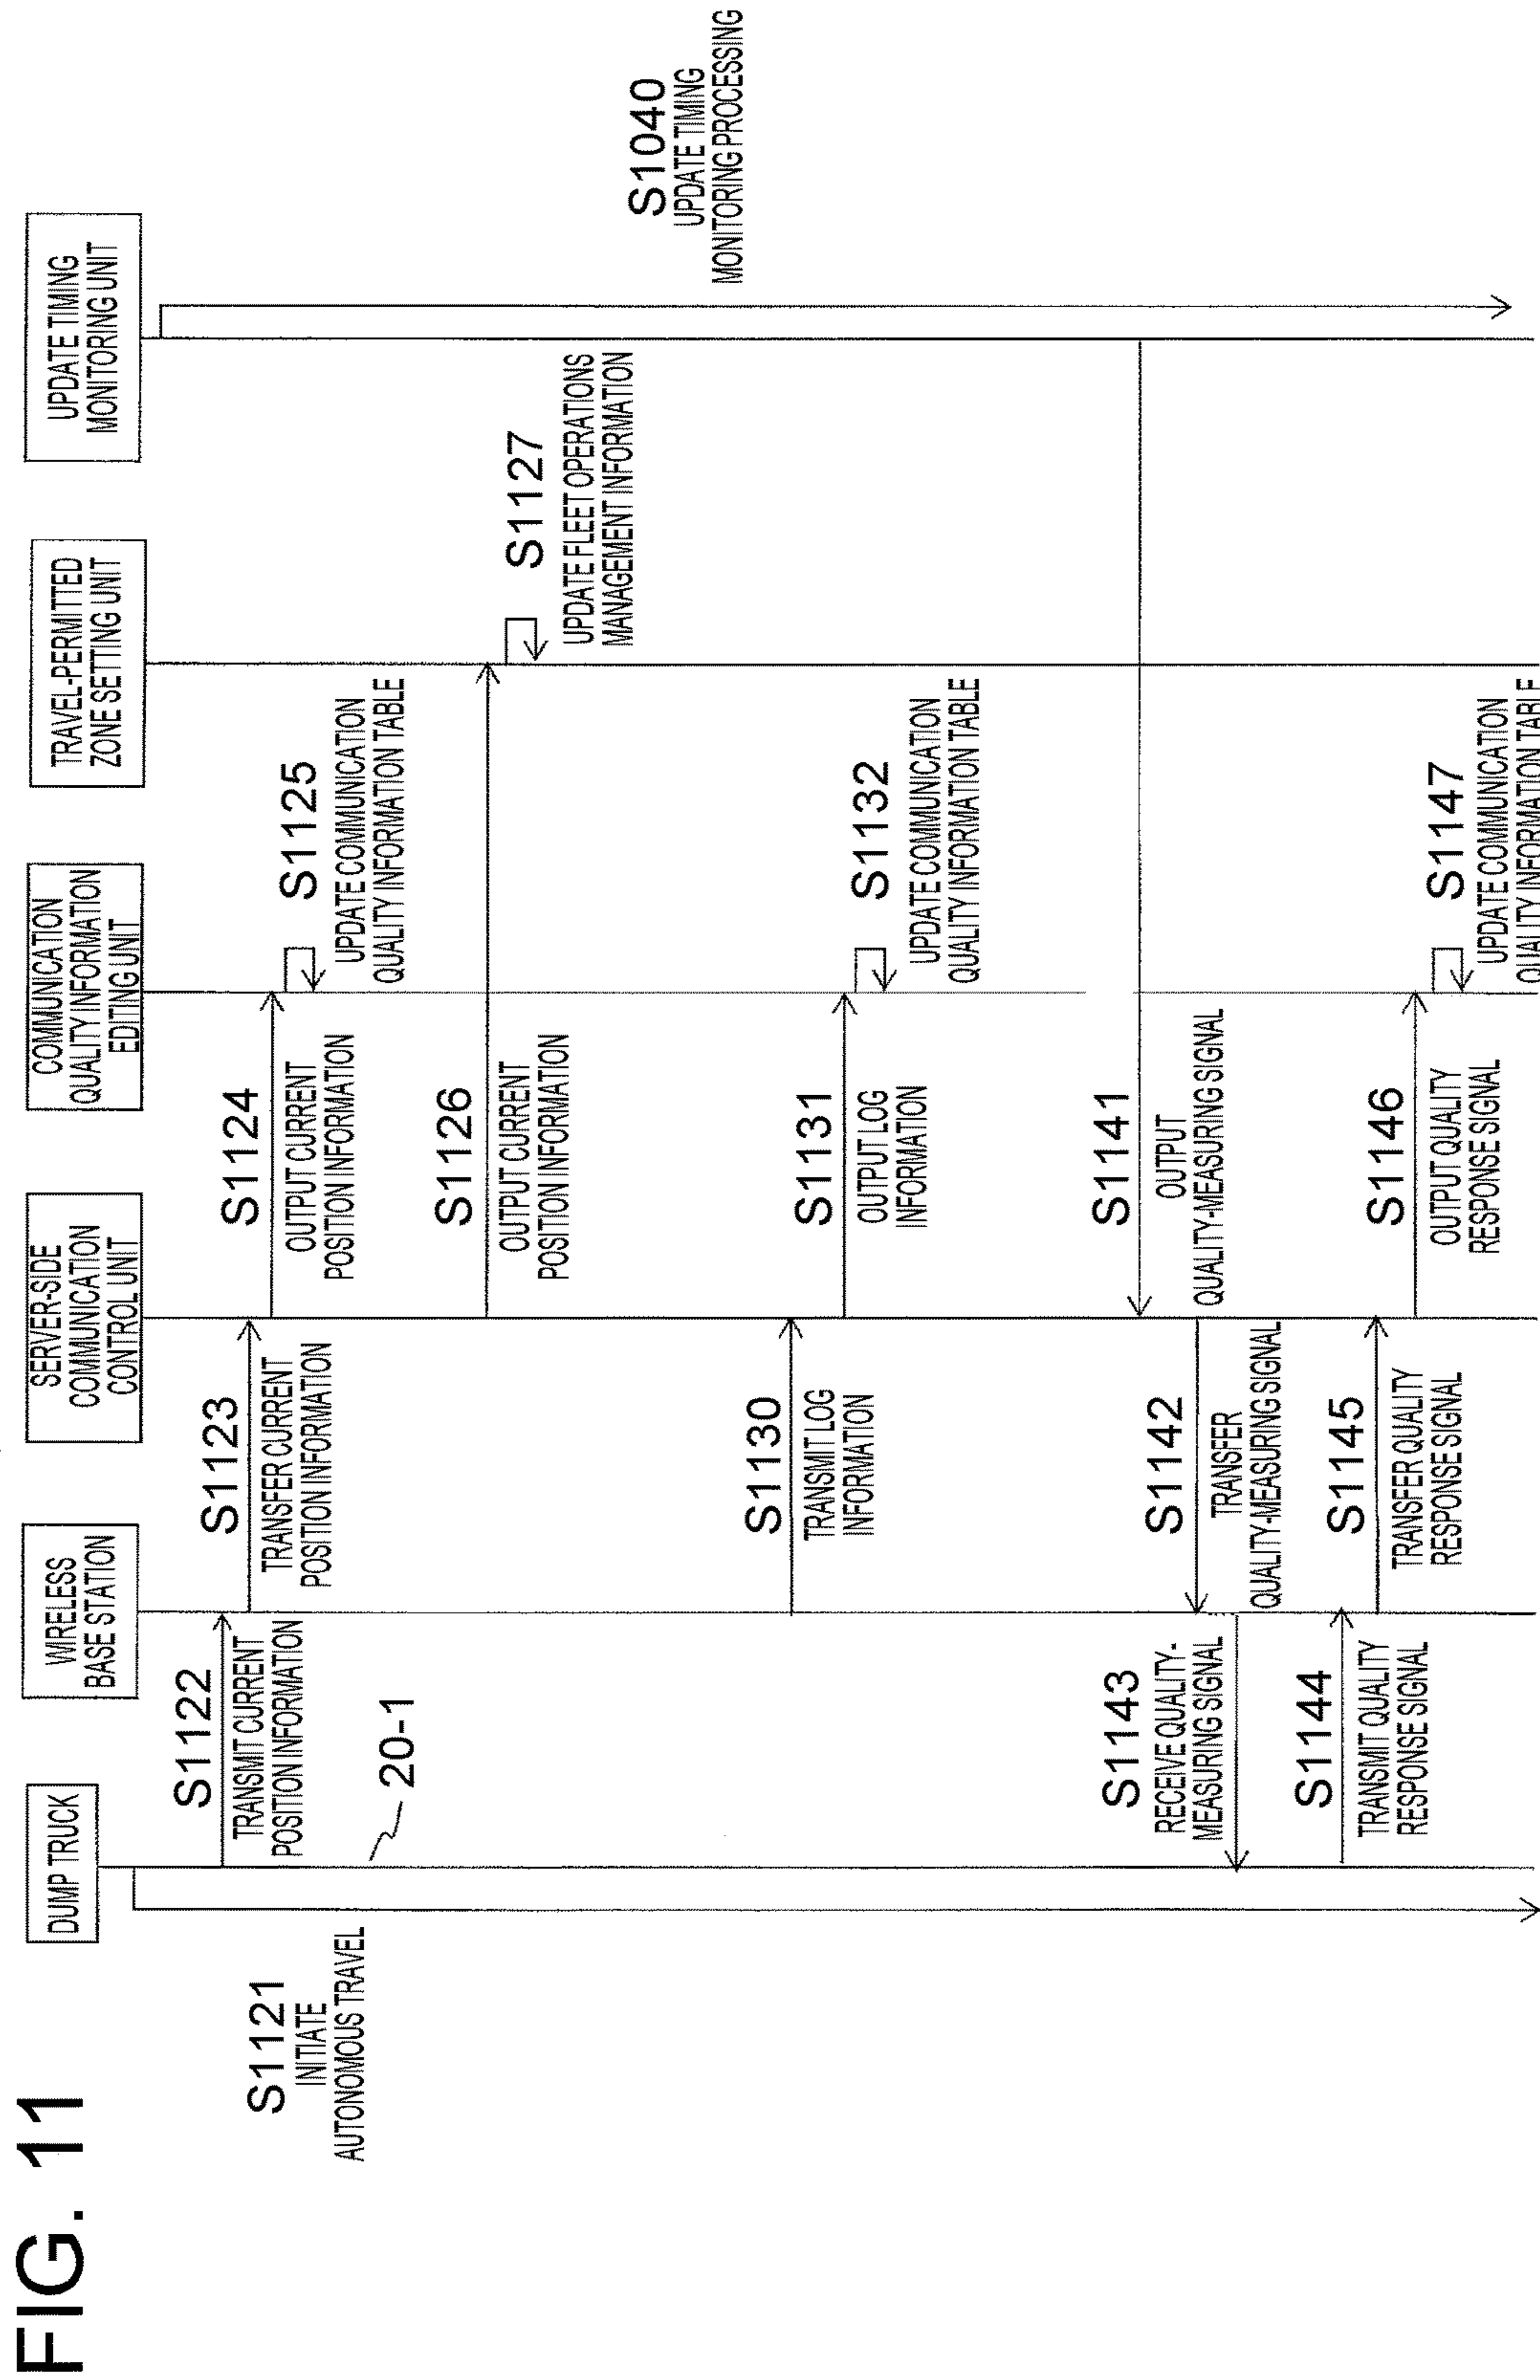 FIG. 11
DUMP TRUCK
WIRELESS
BASE STATION
SERVER-SIDE
COMMUNICATION
CONTROL UNIT
COMMUNICATION
QUALITY INFORMATION
EDITING UNIT
TRAVEL-PERMITTED
ZONE SETTING UNIT
UPDATE TIMING
MONITORING UNIT
S1121
INITIATE
AUTONOMOUS TRAVEL
20-1
S1122
TRANSMIT CURRENT
POSITION INFORMATION
S1123
TRANSFER CURRENT
POSITION INFORMATION
S1124
OUTPUT CURRENT
POSITION INFORMATION
S1125
UPDATE COMMUNICATION
QUALITY INFORMATION TABLE
S1126
OUTPUT CURRENT
POSITION INFORMATION
S1127
UPDATE FLEET OPERATIONS
MANAGEMENT INFORMATION
S1040
UPDATE TIMING
MONITORING PROCESSING
S1130
TRANSMIT LOG
INFORMATION
S1131
OUTPUT LOG
INFORMATION
S1132
UPDATE COMMUNICATION
QUALITY INFORMATION TABLE
S1141
OUTPUT
QUALITY-MEASURING SIGNAL
S1142
TRANSFER
QUALITY-MEASURING SIGNAL
S1143
RECEIVE QUALITY-
MEASURING SIGNAL
S1144
TRANSMIT QUALITY
RESPONSE SIGNAL
S1145
TRANSFER QUALITY
RESPONSE SIGNAL
S1146
OUTPUT QUALITY
RESPONSE SIGNAL
S1147
UPDATE COMMUNICATION
QUALITY INFORMATION TABLE